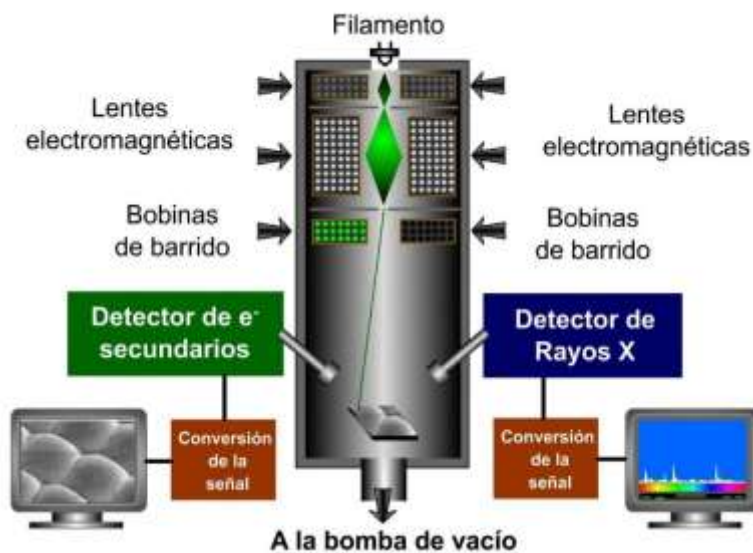 Filamento
Lentes
electromagnéticas
Lentes
electromagnéticas
Bobinas
de barrido
Bobinas
de barrido
Detector de e-
secundarios
Detector de
Rayos X
Conversión
de la
señal
Conversión
de la
señal
A la bomba de vacío